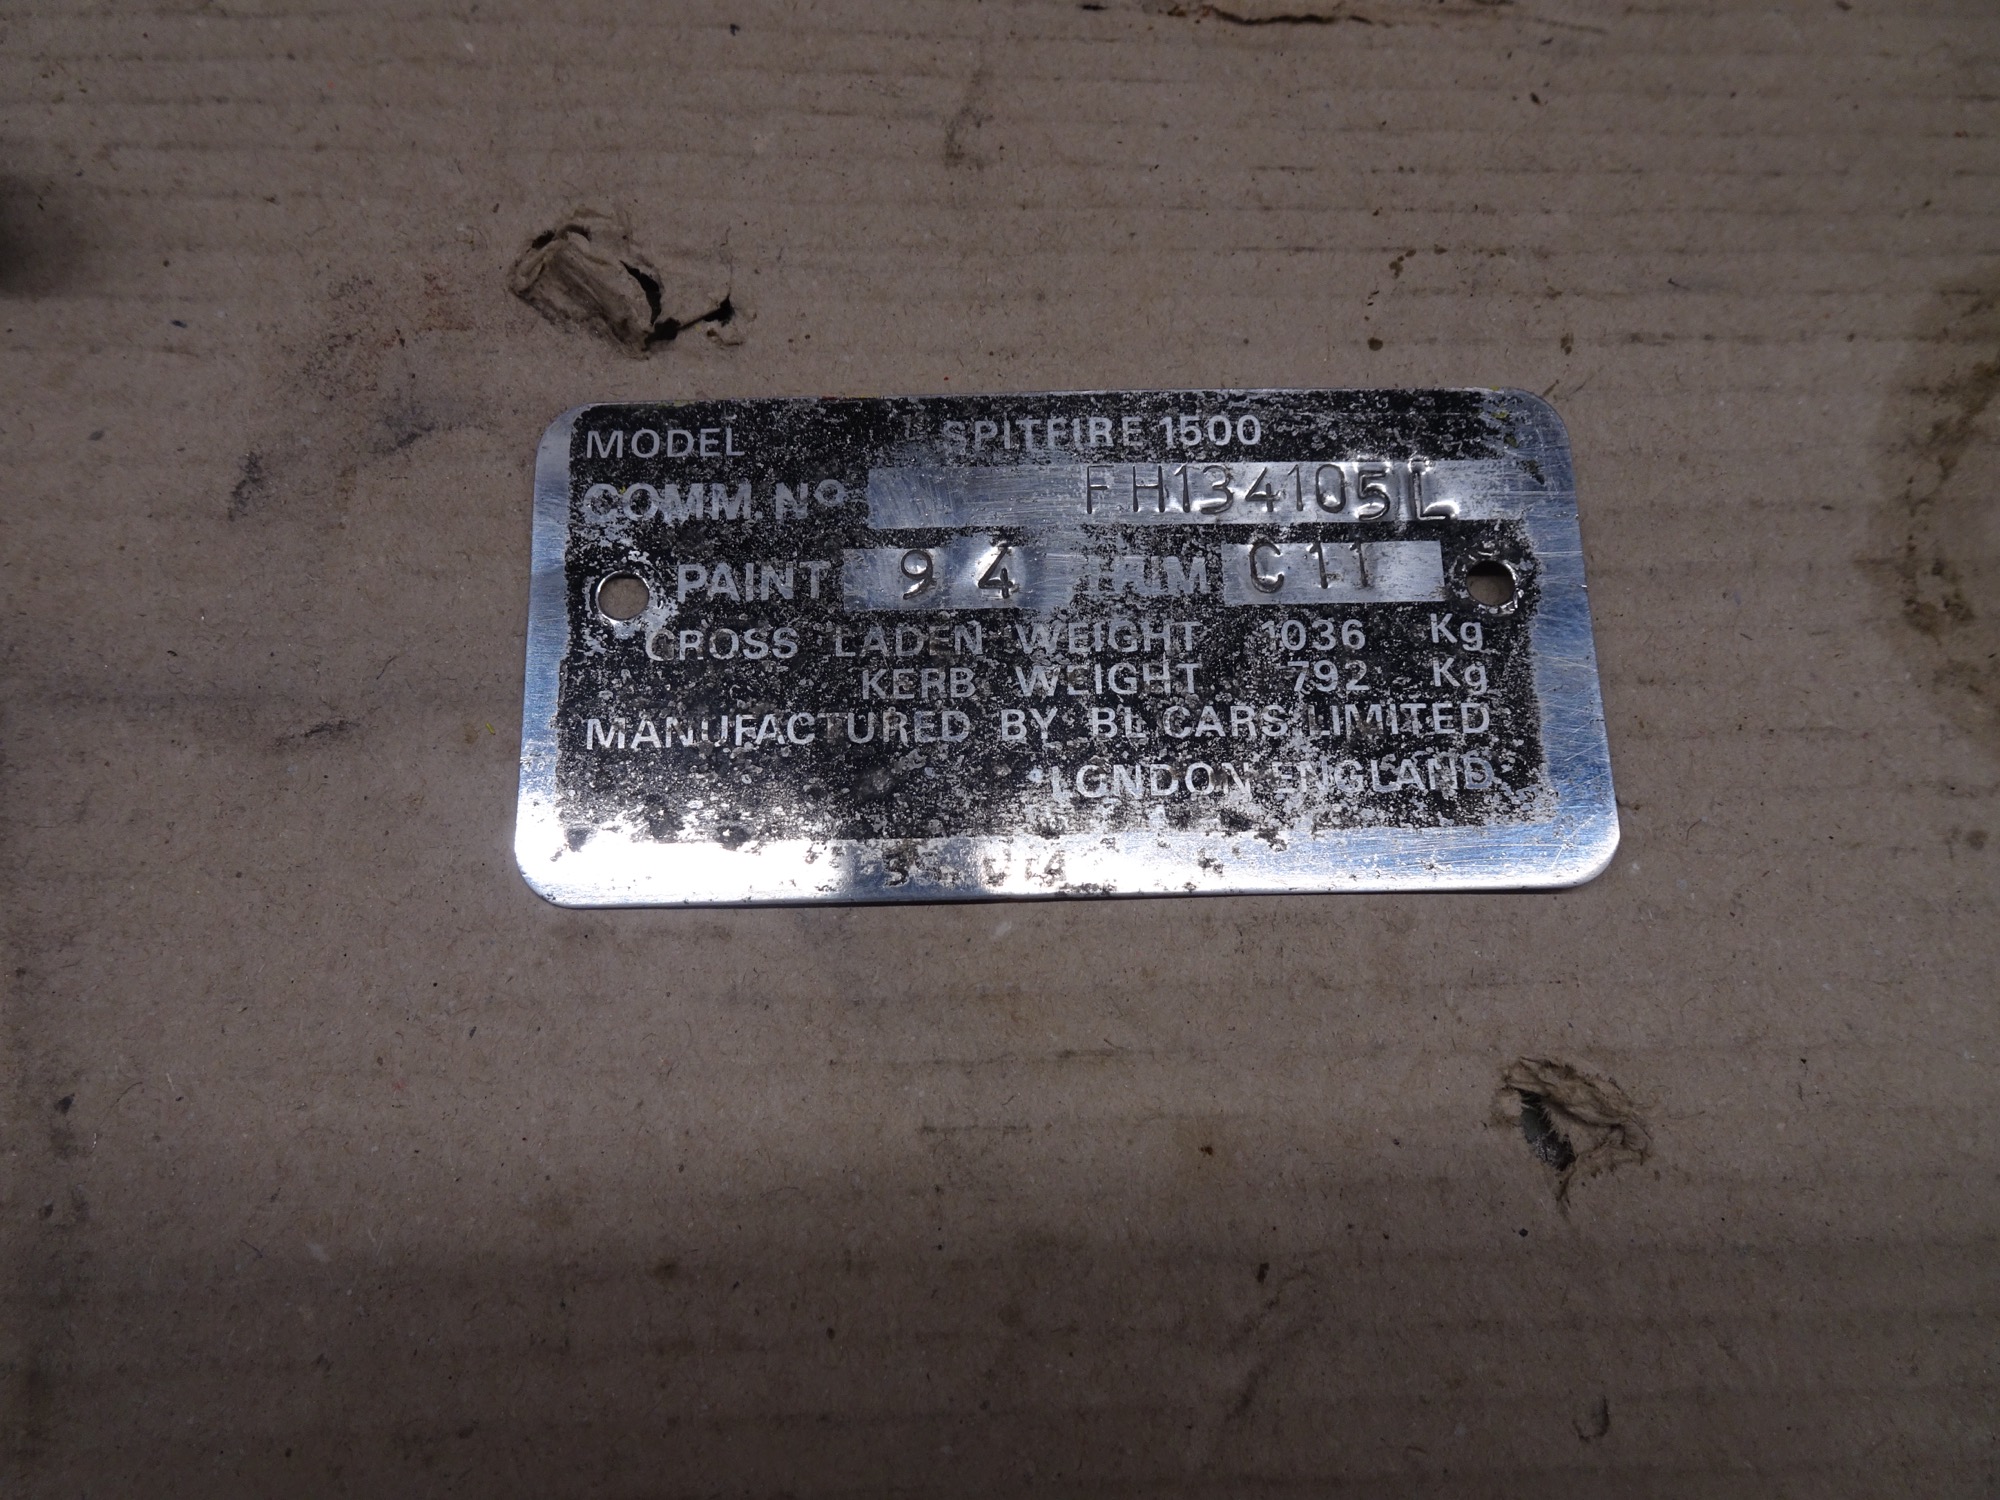 MODEL SPITFIRE 1500
COMM. No FH134105L
PAINT 94 TRIM C11
GROSS LADEN WEIGHT 1036 Kg
KERB WEIGHT 792 Kg
MANUFACTURED BY BL CARS LIMITED
LONDON ENGLAND